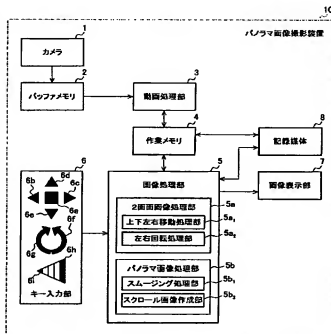 10
パノラマ画像撮影装置
1
カメラ
2
バッファメモリ
3
動画処理部
4
作業メモリ
8
記録媒体
7
画像表示部
5
画像処理部
5a
2画面画像処理部
5a₁
上下左右移動処理部
5a₂
左右回転処理部
5b
パノラマ画像処理部
5b₁
スムージング処理部
5b₂
スクロール画像作成部
6
6d
6b
6c
6e
6a
6f
6g
6h
6i
キー入力部